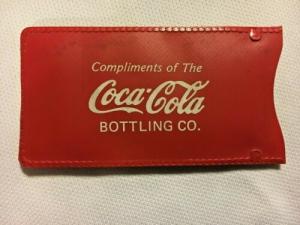 Compliments of The
Coca-Cola
BOTTLING CO.